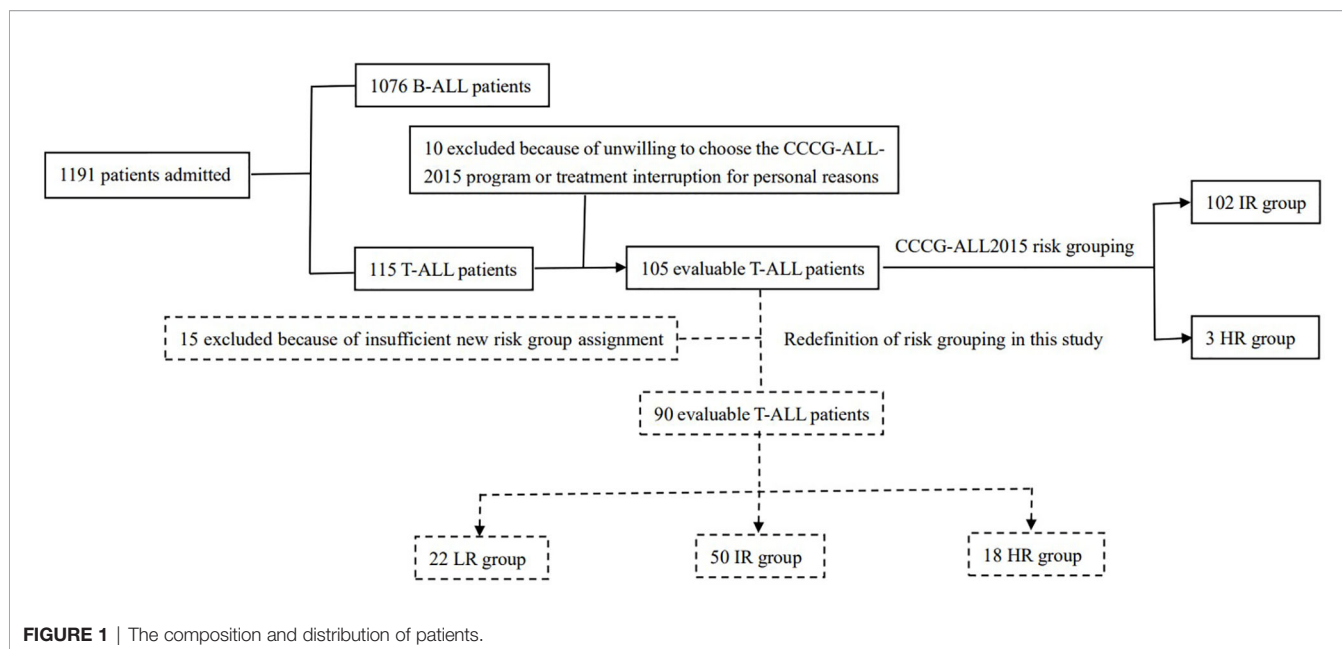 1076 B-ALL patients
10 excluded because of unwilling to choose the CCCG-ALL-
2015 program or treatment interruption for personal reasons
1191 patients admitted
102 IR group
CCCG-ALL2015 risk grouping
115 T-ALL patients
105 evaluable T-ALL patients
15 excluded because of insufficient new risk group assignment
Redefinition of risk grouping in this study
3 HR group
90 evaluable T-ALL patients
22 LR group
50 IR group
18 HR group
FIGURE 1 | The composition and distribution of patients.